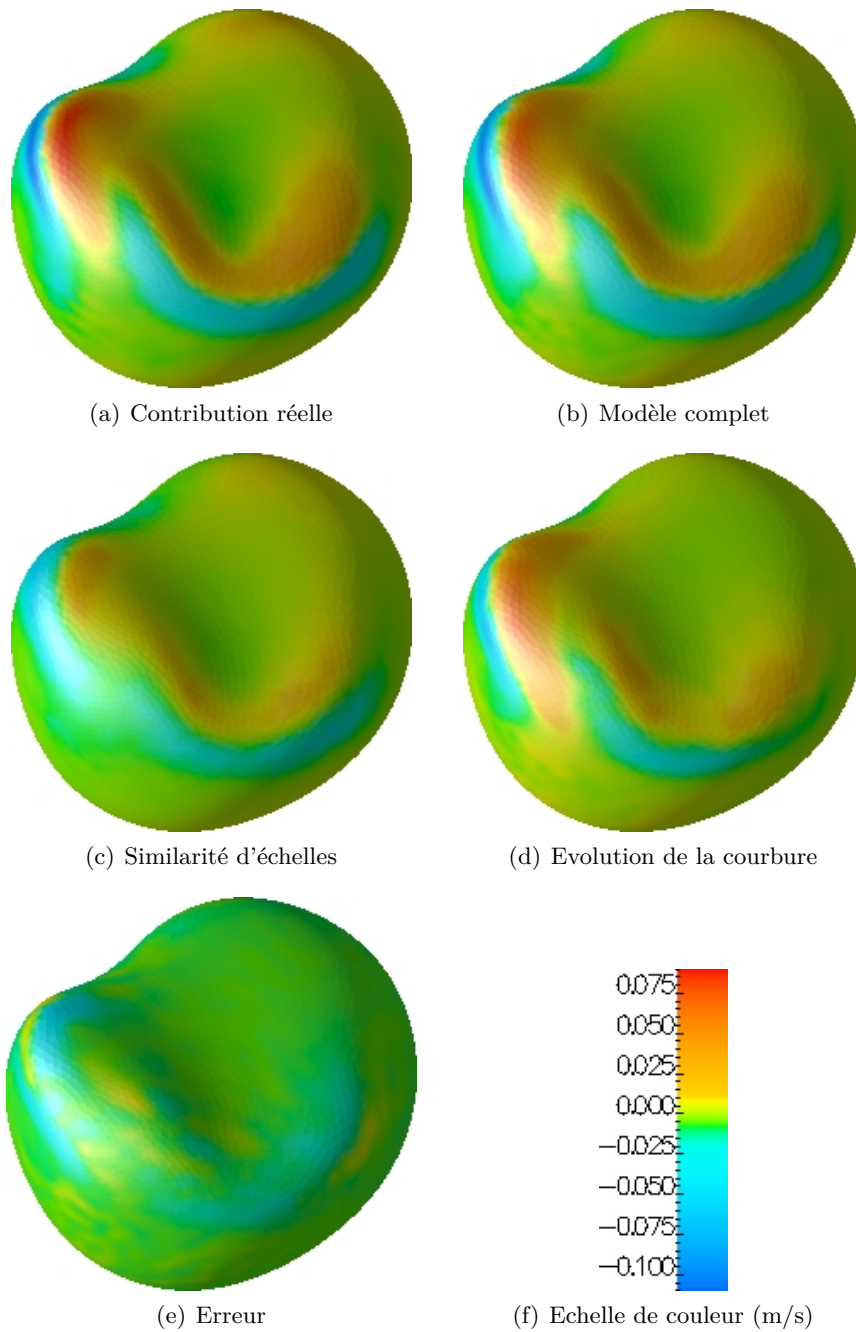 (a) Contribution réelle
(b) Modèle complet
(c) Similarité d'échelles
(d) Evolution de la courbure
0.075
0.050
0.025
0.000
−0.025
−0.050
−0.075
−0.100
(e) Erreur
(f) Echelle de couleur (m/s)